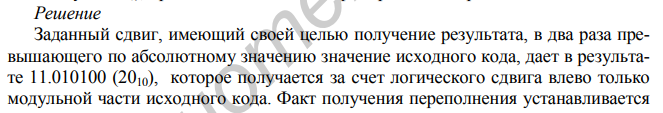 Решение
Заданный сдвиг, имеющий своей целью получение результата, в два раза пре-
вышающего по абсолютному значению значение исходного кода, дает в результа-
те 11.010100 (20₁₀), которое получается за счет логического сдвига влево только
модульной части исходного кода. Факт получения переполнения устанавливается